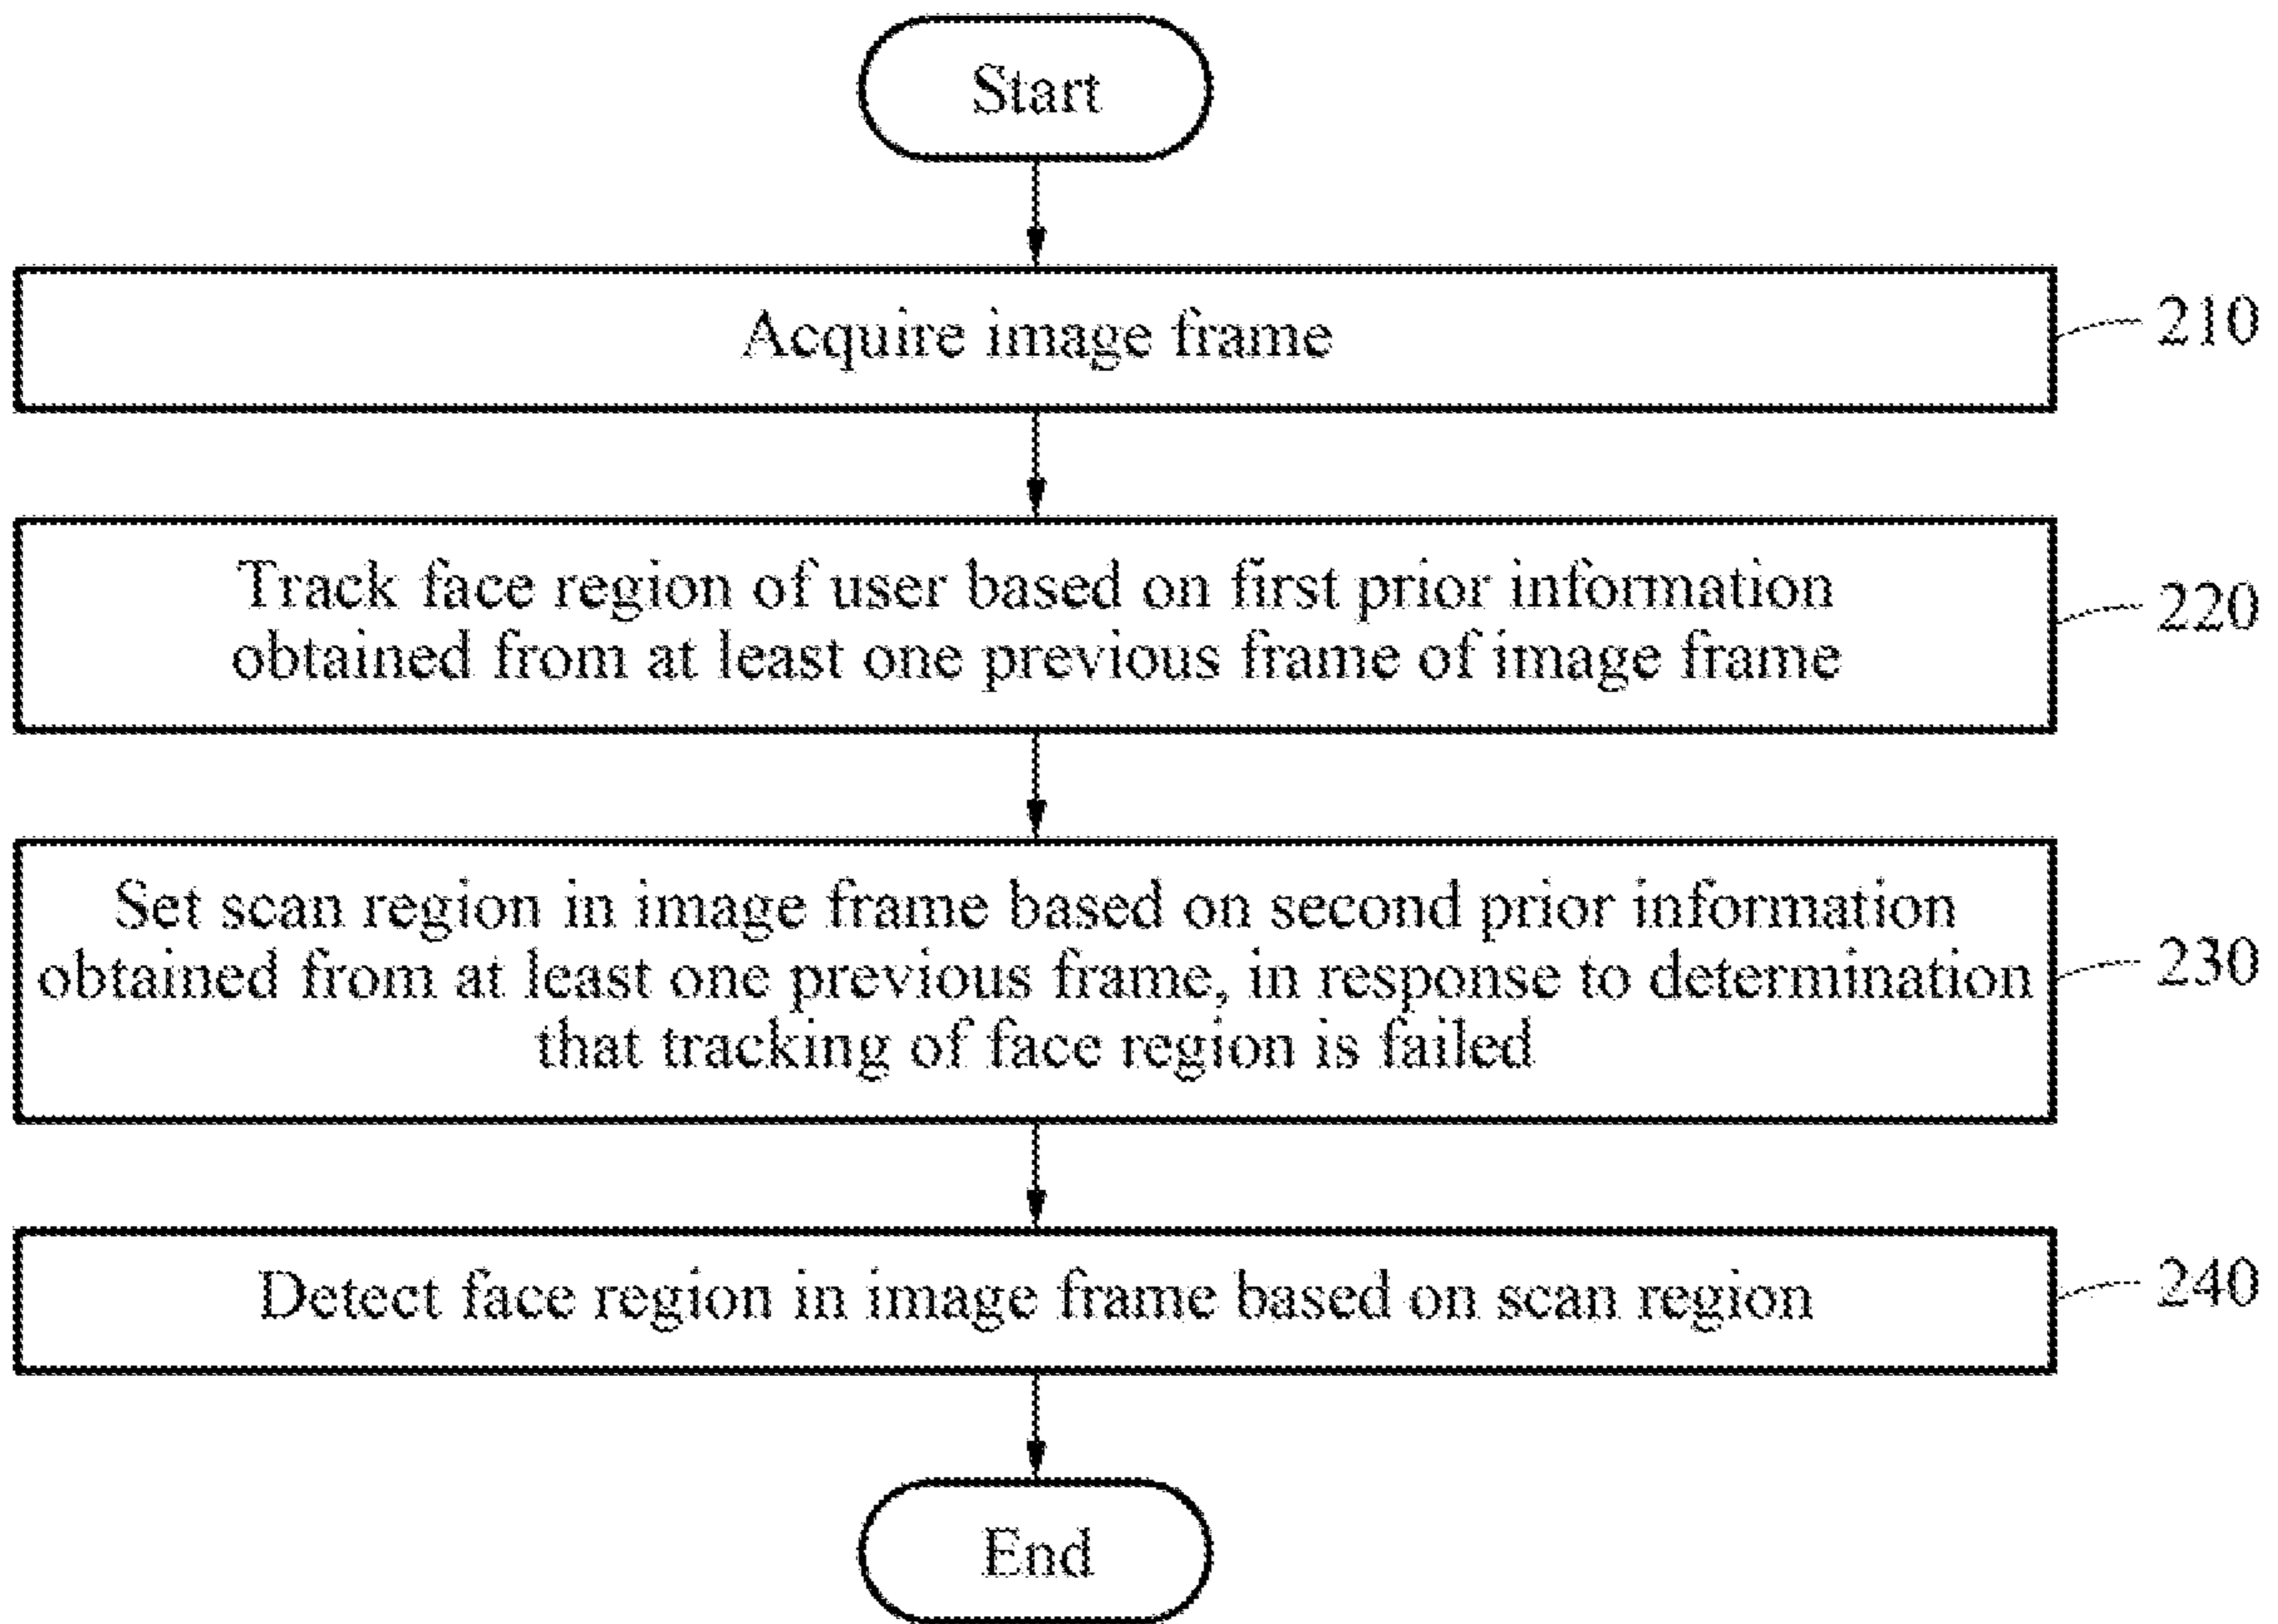 Start
Acquire image frame
210
Track face region of user based on first prior information
obtained from at least one previous frame of image frame
220
Set scan region in image frame based on second prior information
obtained from at least one previous frame, in response to determination
that tracking of face region is failed
230
Detect face region in image frame based on scan region
240
End